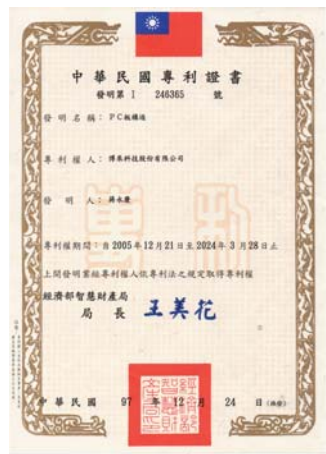 中華民國專利證書
發明第 I 246365 號
發 明 名 稱：PC板構造
專 利 權 人：博泰科技股份有限公司
發 明 人：
專利權期間：自2005年12月21日至2024年3月28日止
上開發明業經專利權人依專利法之規定取得專利權
經濟部智慧財產局
局 長 王美花
中 華 民 國 97 年 12 月 24 日